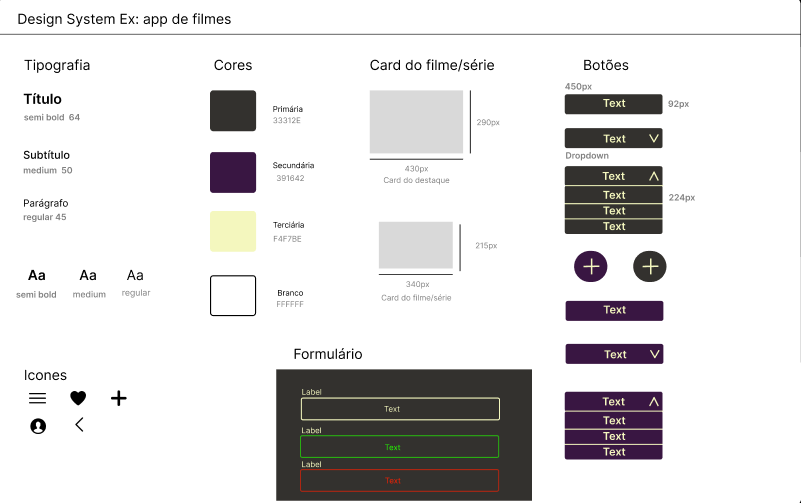 Design System Ex: app de filmes
Tipografia
Título
semi bold 64
Subtítulo
medium 50
Parágrafo
regular 45
Aa
semi bold
Aa
medium
Aa
regular
Icones
Cores
Primária
33312E
Secundária
391642
Terciária
F4F7BE
Branco
FFFFFF
Card do filme/série
290px
430px
Card do destaque
215px
340px
Card do filme/série
Formulário
Label
Text
Label
Text
Label
Text
Botões
450px
Text
92px
Text
Dropdown
Text
Text
Text
Text
224px
Text
Text
Text
Text
Text
Text